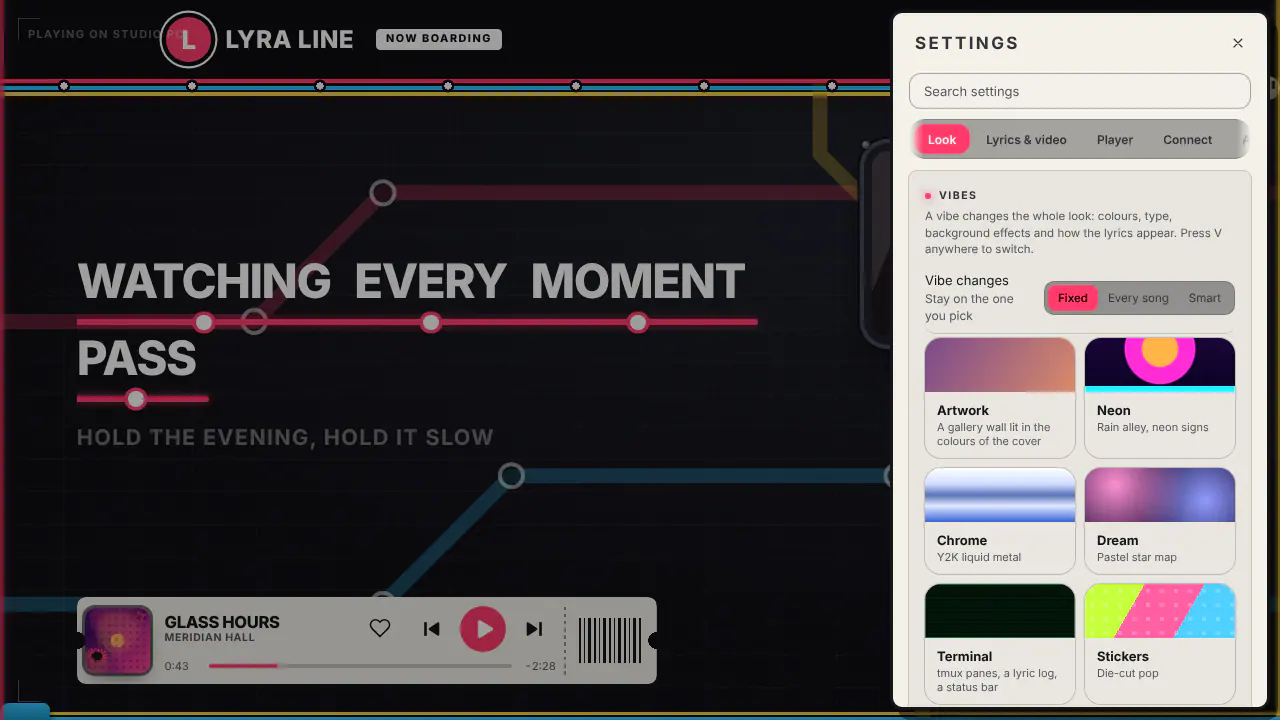 PLAYING ON STUDIO
L LYRA LINE
NOW BOARDING
WATCHING EVERY MOMENT
PASS
HOLD THE EVENING, HOLD IT SLOW
GLASS HOURS
MERIDIAN HALL
0:43
-2:28
SETTINGS
Search settings
Look
Lyrics & video
Player
Connect
VIBES
A vibe changes the whole look: colours, type,
background effects and how the lyrics appear. Press V
anywhere to switch.
Vibe changes
Stay on the one
you pick
Fixed
Every song
Smart
Artwork
A gallery wall lit in the
colours of the cover
Neon
Rain alley, neon signs
Chrome
Y2K liquid metal
Dream
Pastel star map
Terminal
tmux panes, a lyric log,
a status bar
Stickers
Die-cut pop